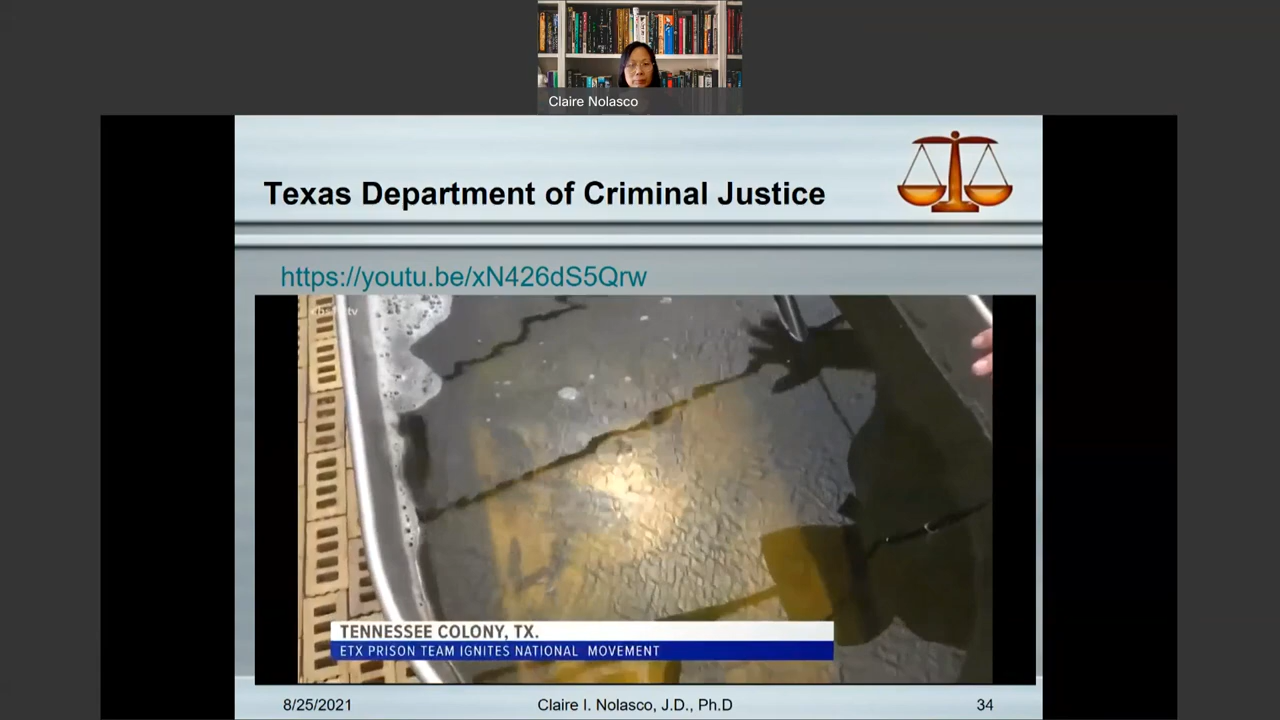 Claire Nolasco
Texas Department of Criminal Justice
https://youtu.be/xN426dS5Qrw
TENNESSEE COLONY, TX.
ETX PRISON TEAM IGNITES NATIONAL MOVEMENT
8/25/2021
Claire I. Nolasco, J.D., Ph.D
34